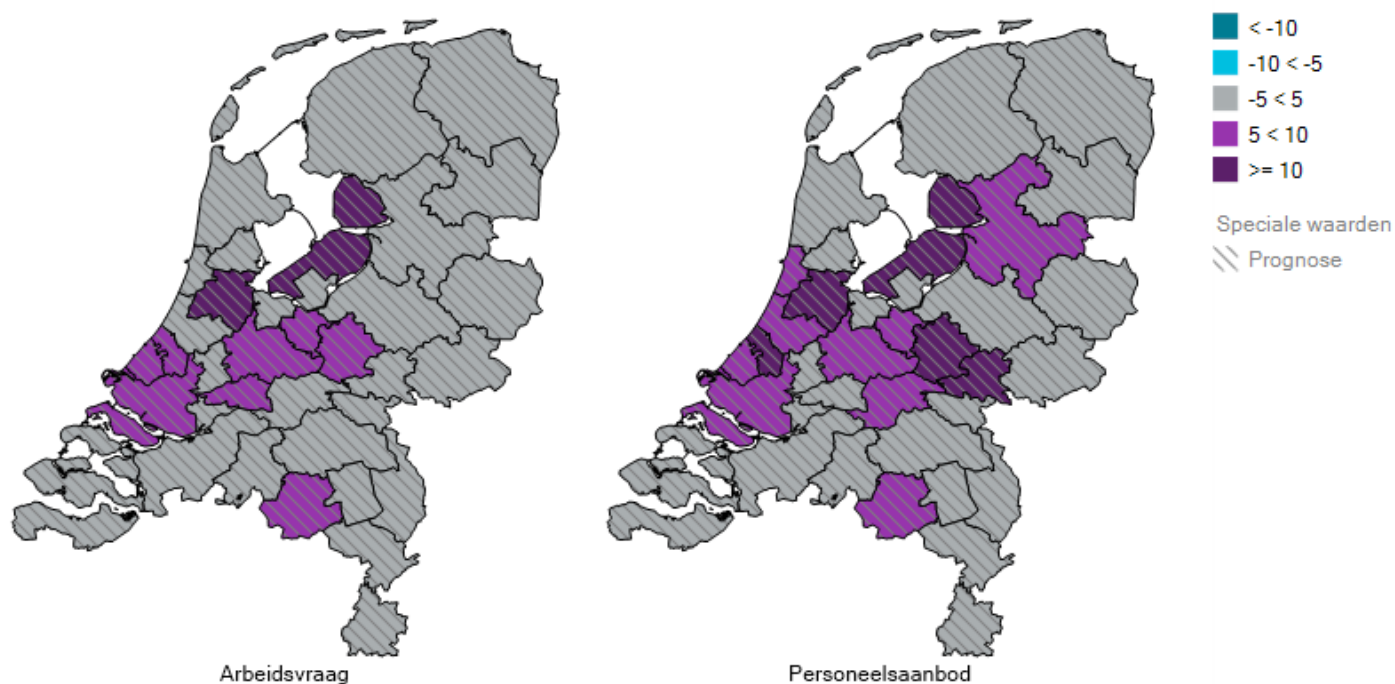 < -10
-10 < -5
-5 < 5
5 < 10
>= 10
Speciale waarden
Prognose
Arbeidsvraag
Personeelsaanbod